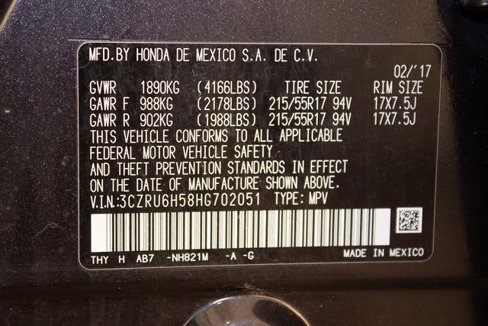 MFD.BY HONDA DE MEXICO S.A. DE C.V.
02/'17
GVWR 1890KG (4166LBS) TIRE SIZE RIM SIZE
GAWR F 988KG (2178LBS) 215/55R17 94V 17X7.5J
GAWR R 902KG (1988LBS) 215/55R17 94V 17X7.5J
THIS VEHICLE CONFORMS TO ALL APPLICABLE
FEDERAL MOTOR VEHICLE SAFETY
AND THEFT PREVENTION STANDARDS IN EFFECT
ON THE DATE OF MANUFACTURE SHOWN ABOVE.
V.I.N:3CZRU6H58HG702051 TYPE: MPV
THY H AB7 -NH821M -A -G MADE IN MEXICO